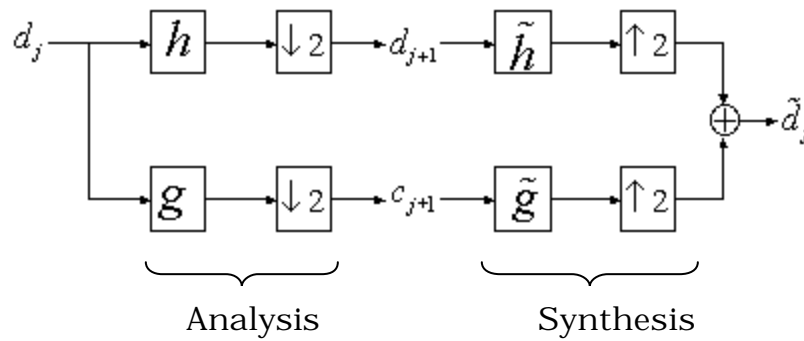 d_j h ↓2 d_{j+1} h̃ ↑2
⊕ d̃_j
g ↓2 c_{j+1} g̃ ↑2
Analysis Synthesis